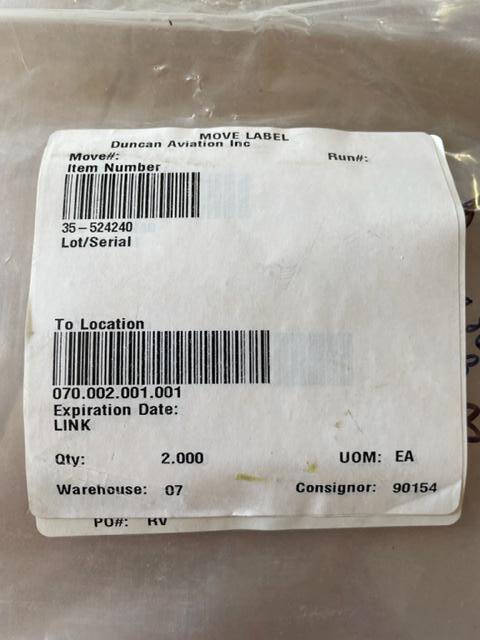 MOVE LABEL
Duncan Aviation Inc
Move#: Run#:
Item Number
35-524240
Lot/Serial
To Location
070.002.001.001
Expiration Date:
LINK
Qty: 2.000 UOM: EA
Warehouse: 07 Consignor: 90154
PO#: RV